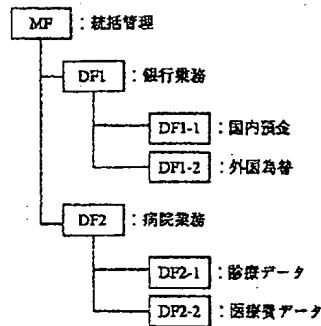 MF：統括管理
DF1：銀行業務
DF1-1：国内預金
DF1-2：外国為替
DF2：病院業務
DF2-1：診療データ
DF2-2：医療費データ